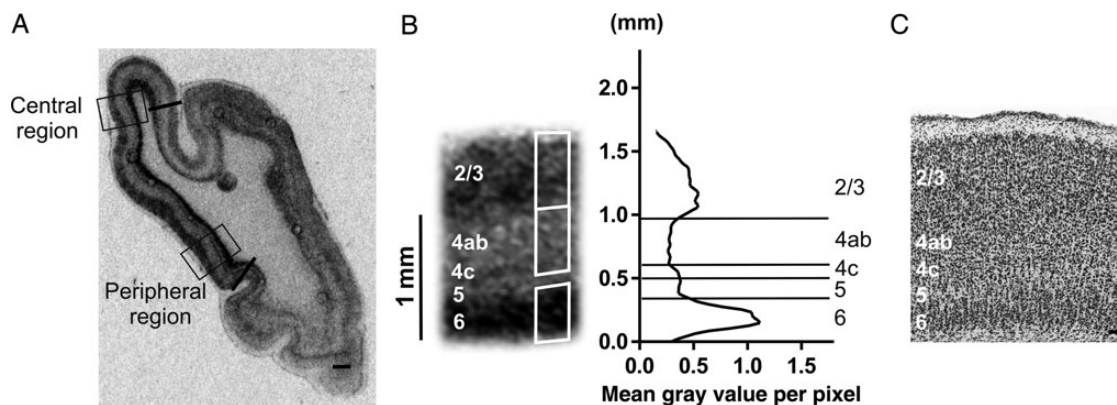 A
Central
region
Peripheral
region
B
1 mm
2/3
4ab
4c
5
6
(mm)
2.0
1.5
1.0
0.5
0.0
0.0 0.5 1.0 1.5
Mean gray value per pixel
2/3
4ab
4c
5
6
C
2/3
4ab
4c
5
6